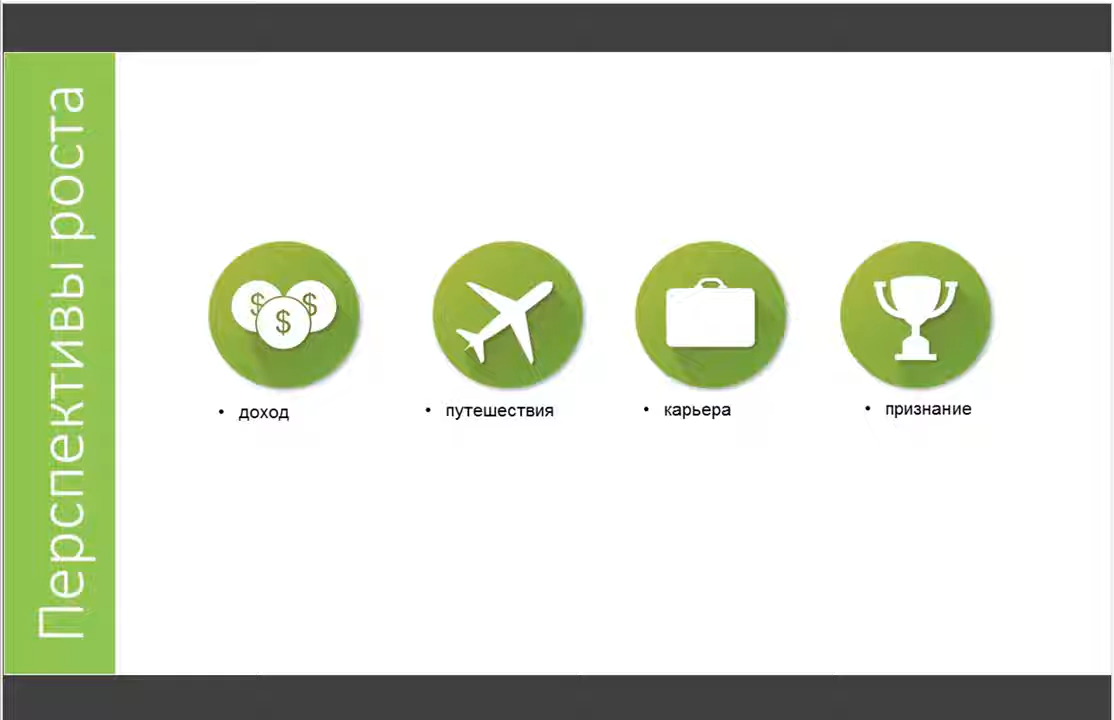 Перспективы роста
$ $ $
• доход
• путешествия
• карьера
• признание